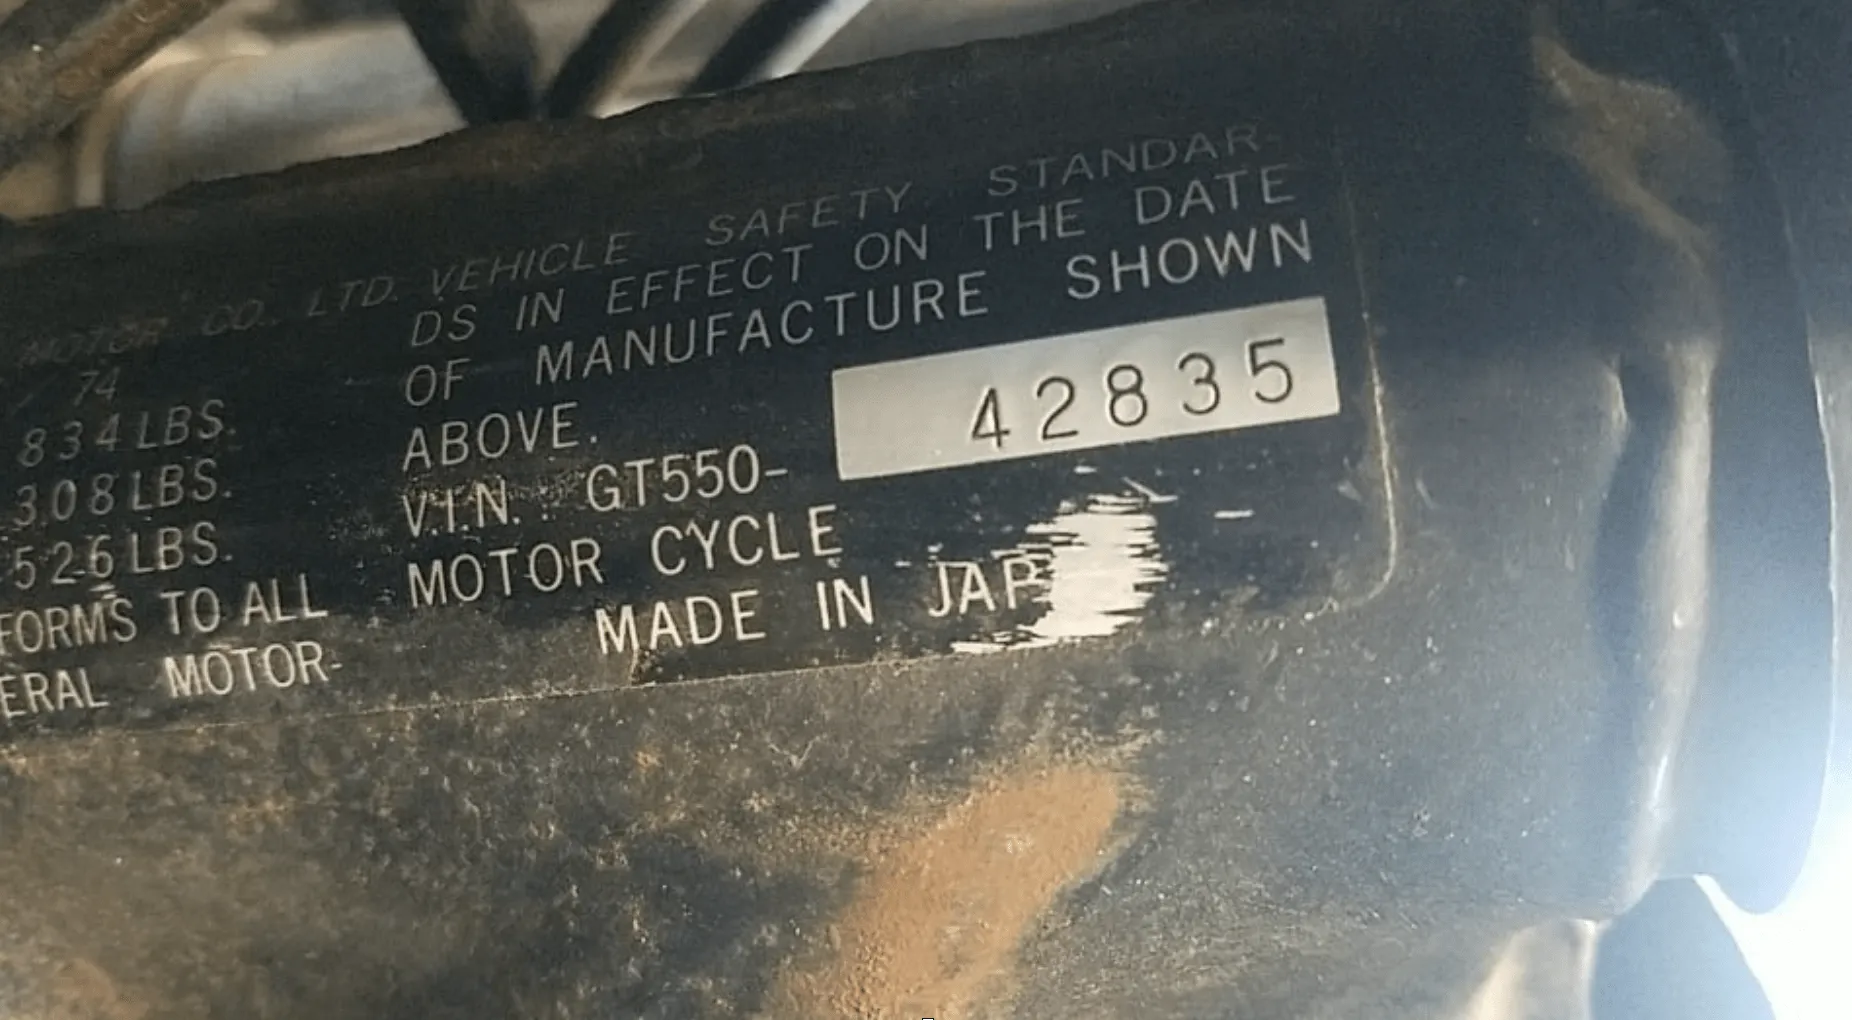 MOTOR CO. LTD. VEHICLE SAFETY STANDAR-
/ 74 DS IN EFFECT ON THE DATE
834 LBS. OF MANUFACTURE SHOWN
308 LBS. ABOVE.
526 LBS. V.I.N. : GT550- 42835
FORMS TO ALL MOTOR CYCLE
ERAL MOTOR- MADE IN JAP